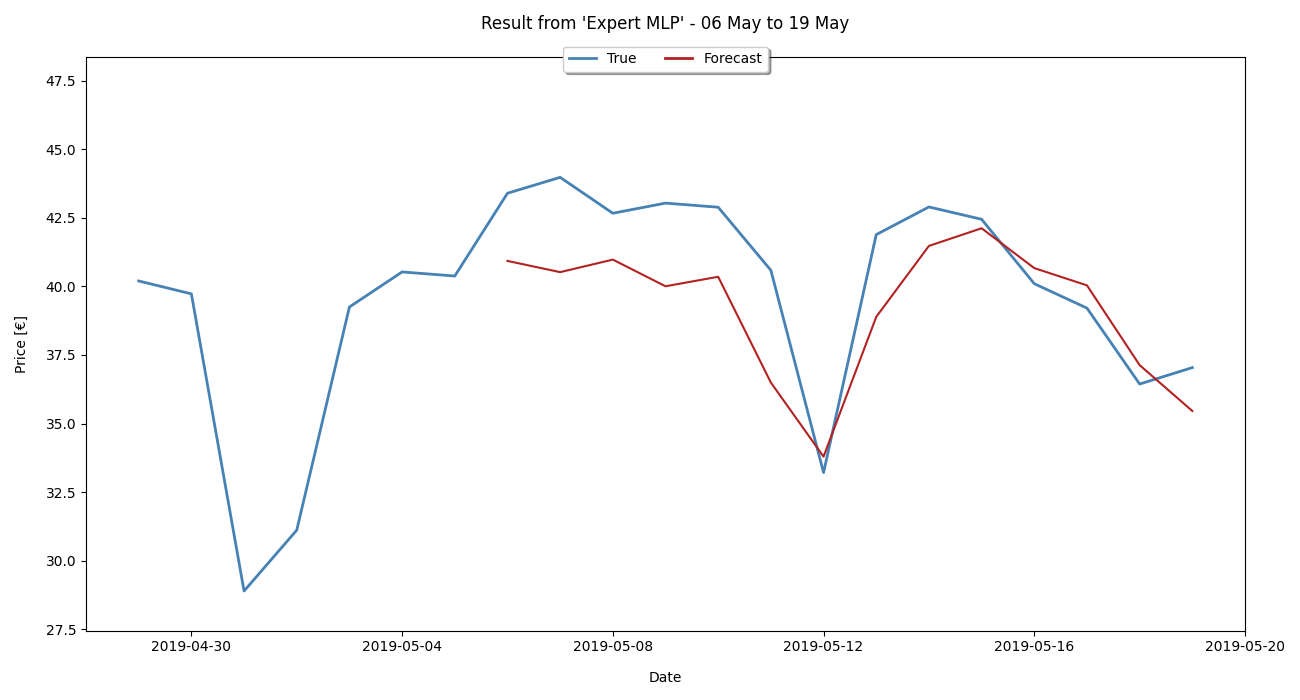 Result from 'Expert MLP' - 06 May to 19 May
True Forecast
47.5
45.0
42.5
40.0
37.5
35.0
32.5
30.0
27.5
Price [€]
2019-04-30 2019-05-04 2019-05-08 2019-05-12 2019-05-16 2019-05-20
Date